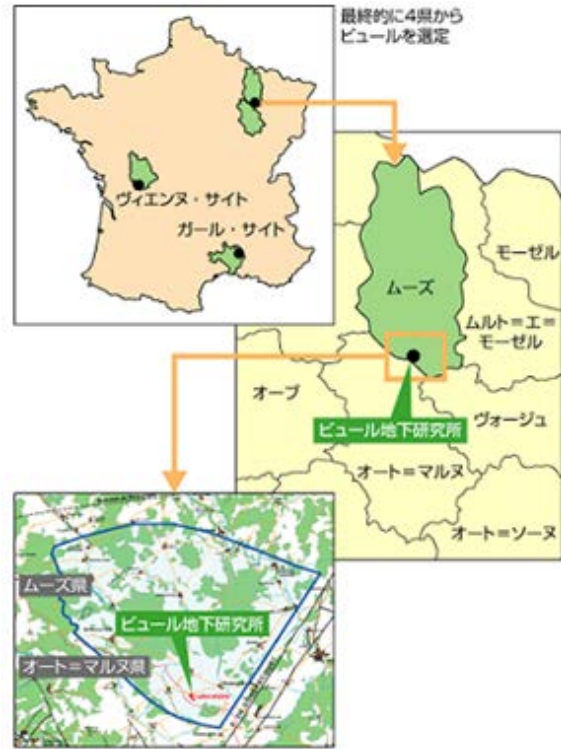 最終的に4県から
ビュールを選定
ヴィエンヌ・サイト
ガール・サイト
モーゼル
ムーズ
ムルト＝エ＝
モーゼル
オーブ
ヴォージュ
ビュール地下研究所
オート＝マルヌ
オート＝ソーヌ
ムーズ県
ビュール地下研究所
オート＝マルヌ県